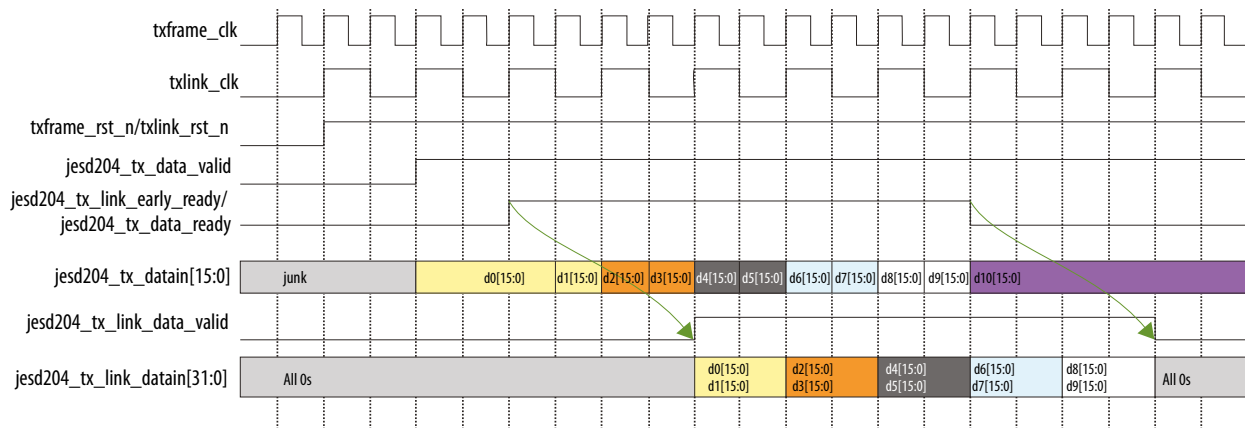 txframe_clk
txlink_clk
txframe_rst_n/txlink_rst_n
jesd204_tx_data_valid
jesd204_tx_link_early_ready/
jesd204_tx_data_ready
jesd204_tx_datain[15:0] junk d0[15:0] d1[15:0] d2[15:0] d3[15:0] d4[15:0] d5[15:0] d6[15:0] d7[15:0] d8[15:0] d9[15:0] d10[15:0]
jesd204_tx_link_data_valid
jesd204_tx_link_datain[31:0] All 0s d0[15:0] d2[15:0] d4[15:0] d6[15:0] d8[15:0] All 0s
d1[15:0] d3[15:0] d5[15:0] d7[15:0] d9[15:0]